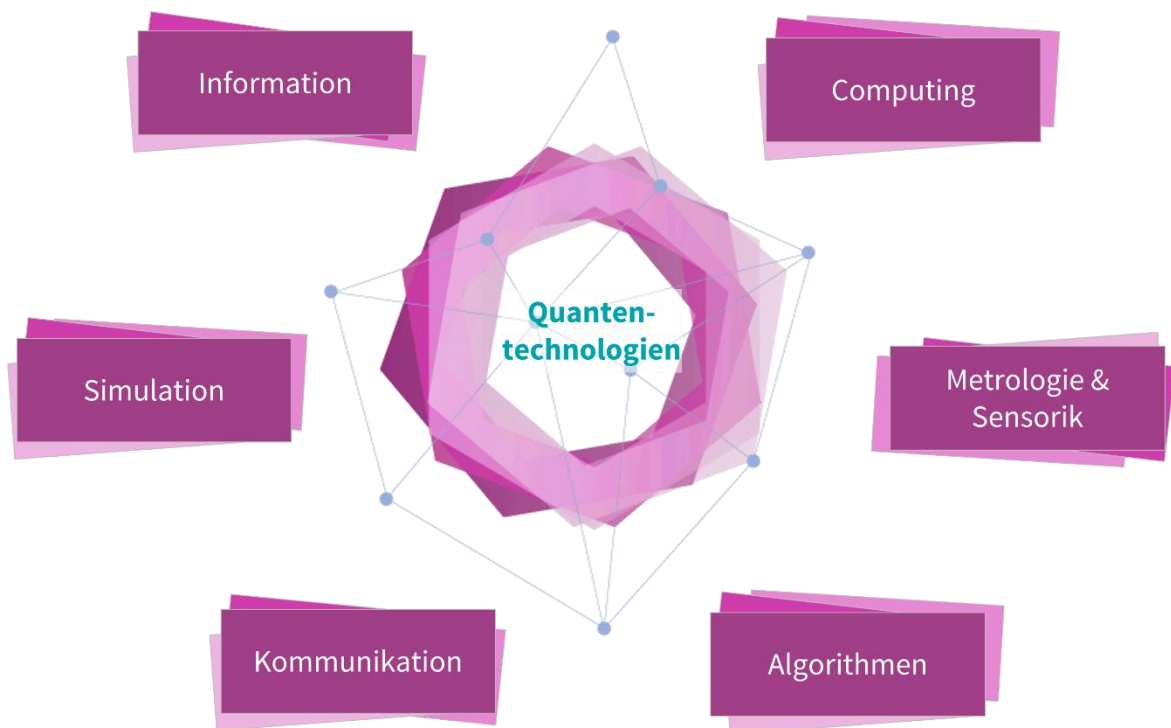 Information
Computing
Quanten-
technologien
Simulation
Metrologie &
Sensorik
Kommunikation
Algorithmen